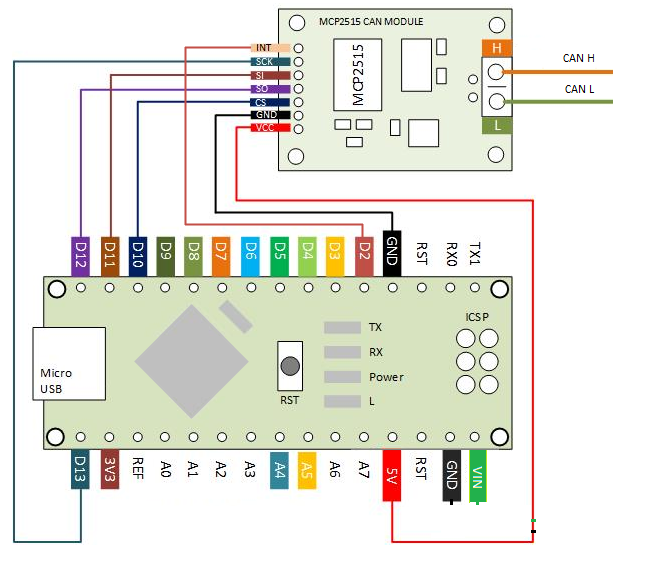 MCP2515 CAN MODULE
INT
SCK
SI
SO
CS
GND
VCC
MCP2515
H
L
CAN H
CAN L
D12
D11
D10
D9
D8
D7
D6
D5
D4
D3
D2
GND
RST
RX0
TX1
Micro
USB
RST
TX
RX
Power
L
ICSP
D13
3V3
REF
A0
A1
A2
A3
A4
A5
A6
A7
5V
RST
GND
VIN